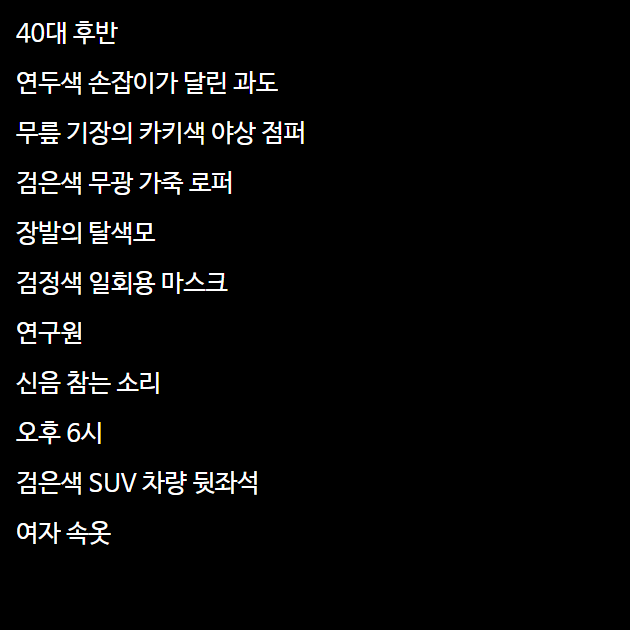 40대 후반
연두색 손잡이가 달린 과도
무릎 기장의 카키색 야상 점퍼
검은색 무광 가죽 로퍼
장발의 탈색모
검정색 일회용 마스크
연구원
신음 참는 소리
오후 6시
검은색 SUV 차량 뒷좌석
여자 속옷